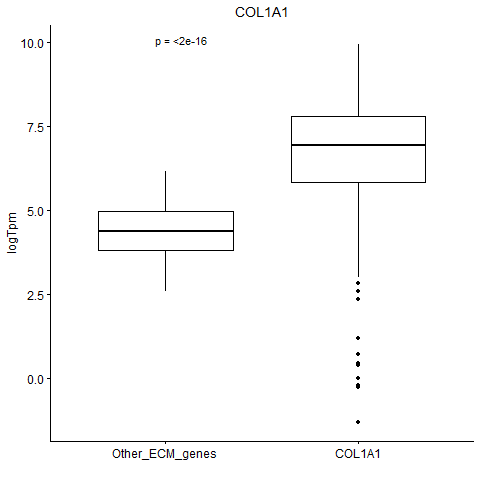 COL1A1
p = <2e-16
10.0
7.5
5.0
2.5
0.0
logTpm
Other_ECM_genes
COL1A1